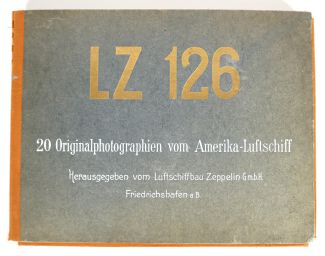 LZ 126
20 Originalphotographien vom Amerika-Luftschiff
Herausgegeben vom Luftschiffbau Zeppelin G.m.b.H.
Friedrichshafen a.B.